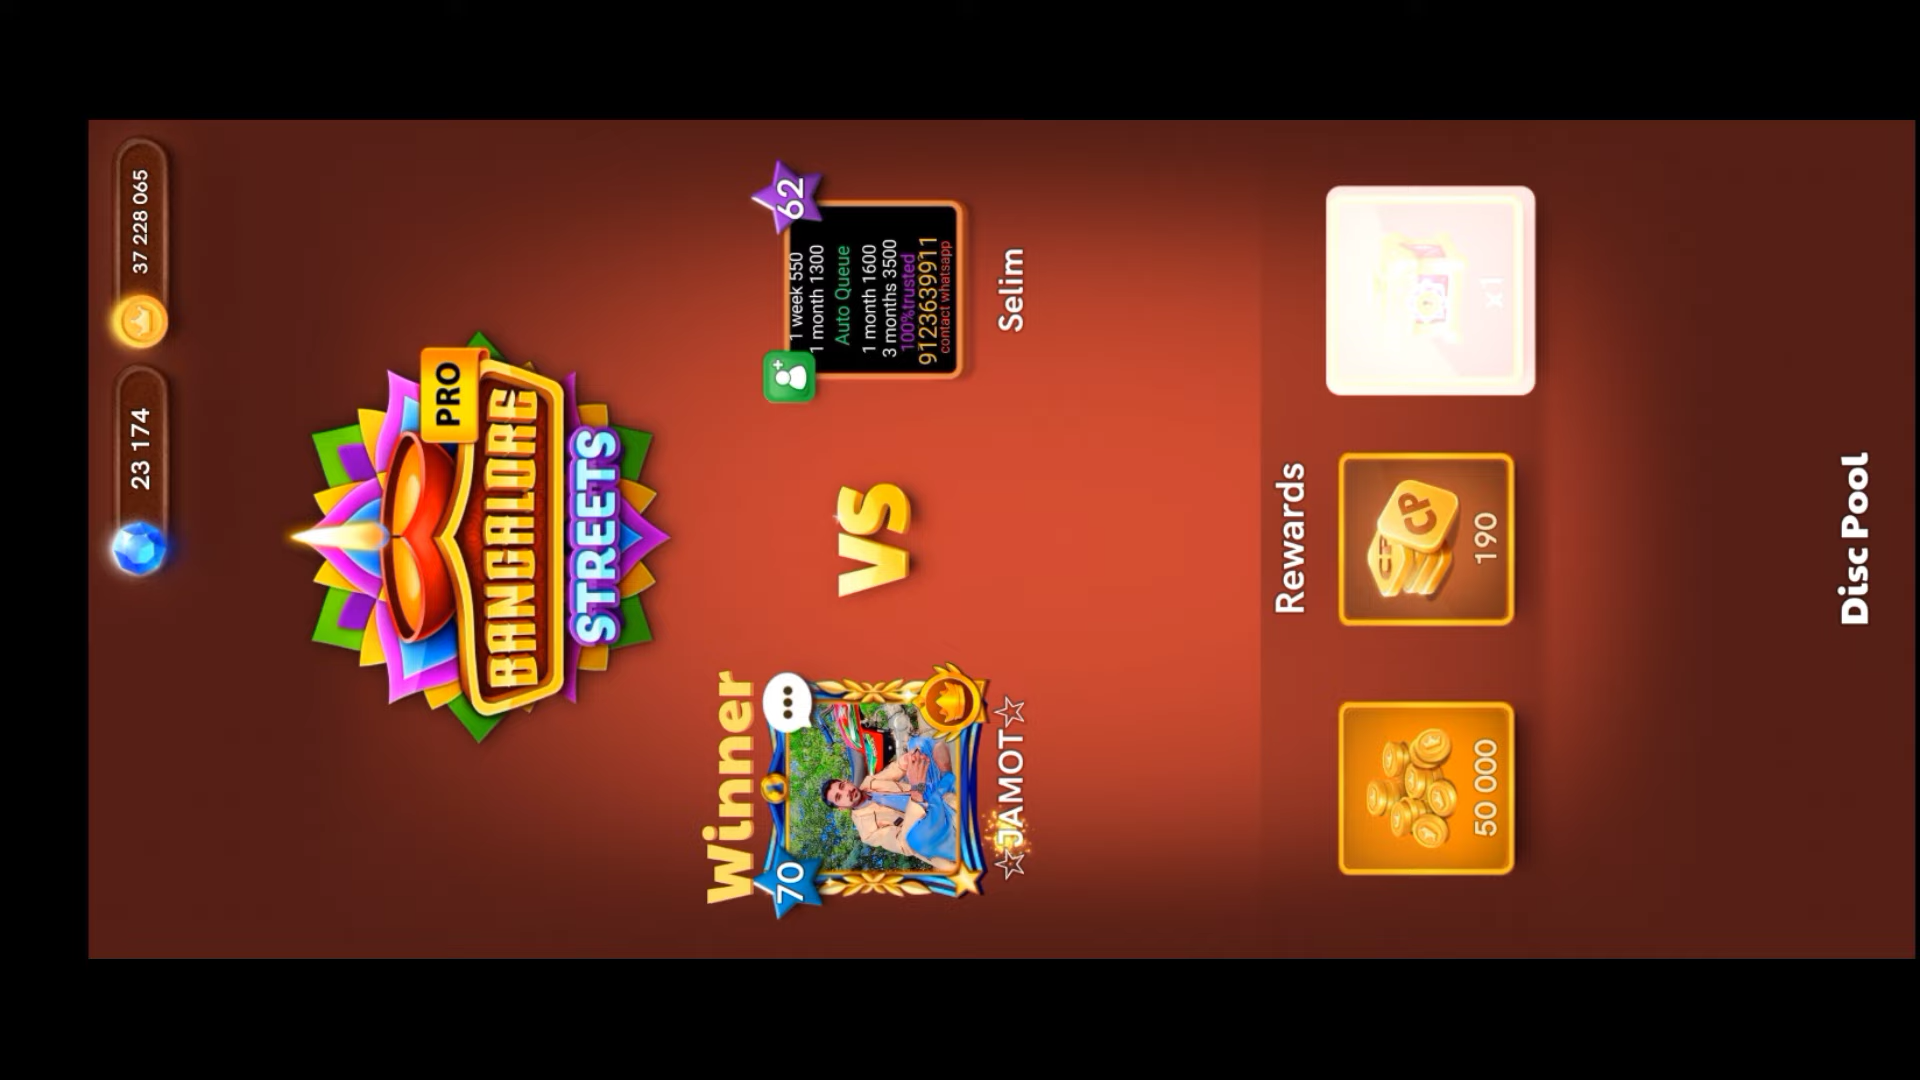 23 174
37 228 065
PRO
BANGALORE
STREETS
Winner
70
☆JAMOT☆
VS
62
1 week 550
1 month 1300
Auto Queue
1 month 1600
3 months 3500
100%trusted
9123639911
contact whatsapp
Selim
Rewards
50 000
CP
190
x1
Disc Pool